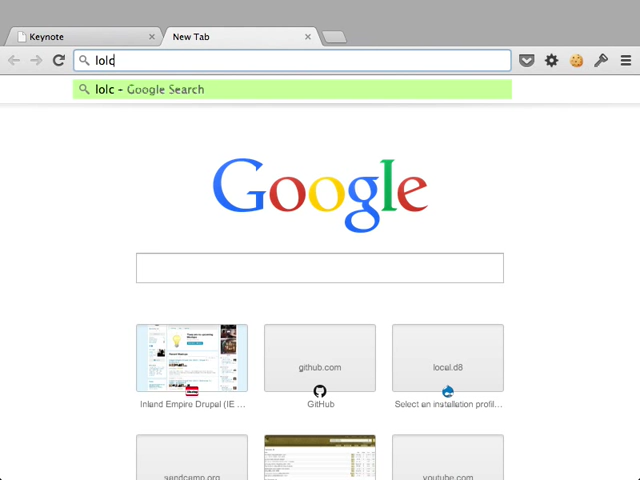 Keynote
New Tab
lolc
lolc - Google Search
Google
github.com
local.d8
Inland Empire Drupal (IE ...
GitHub
Select an installation profil...
sandcamp.org
youtube.com